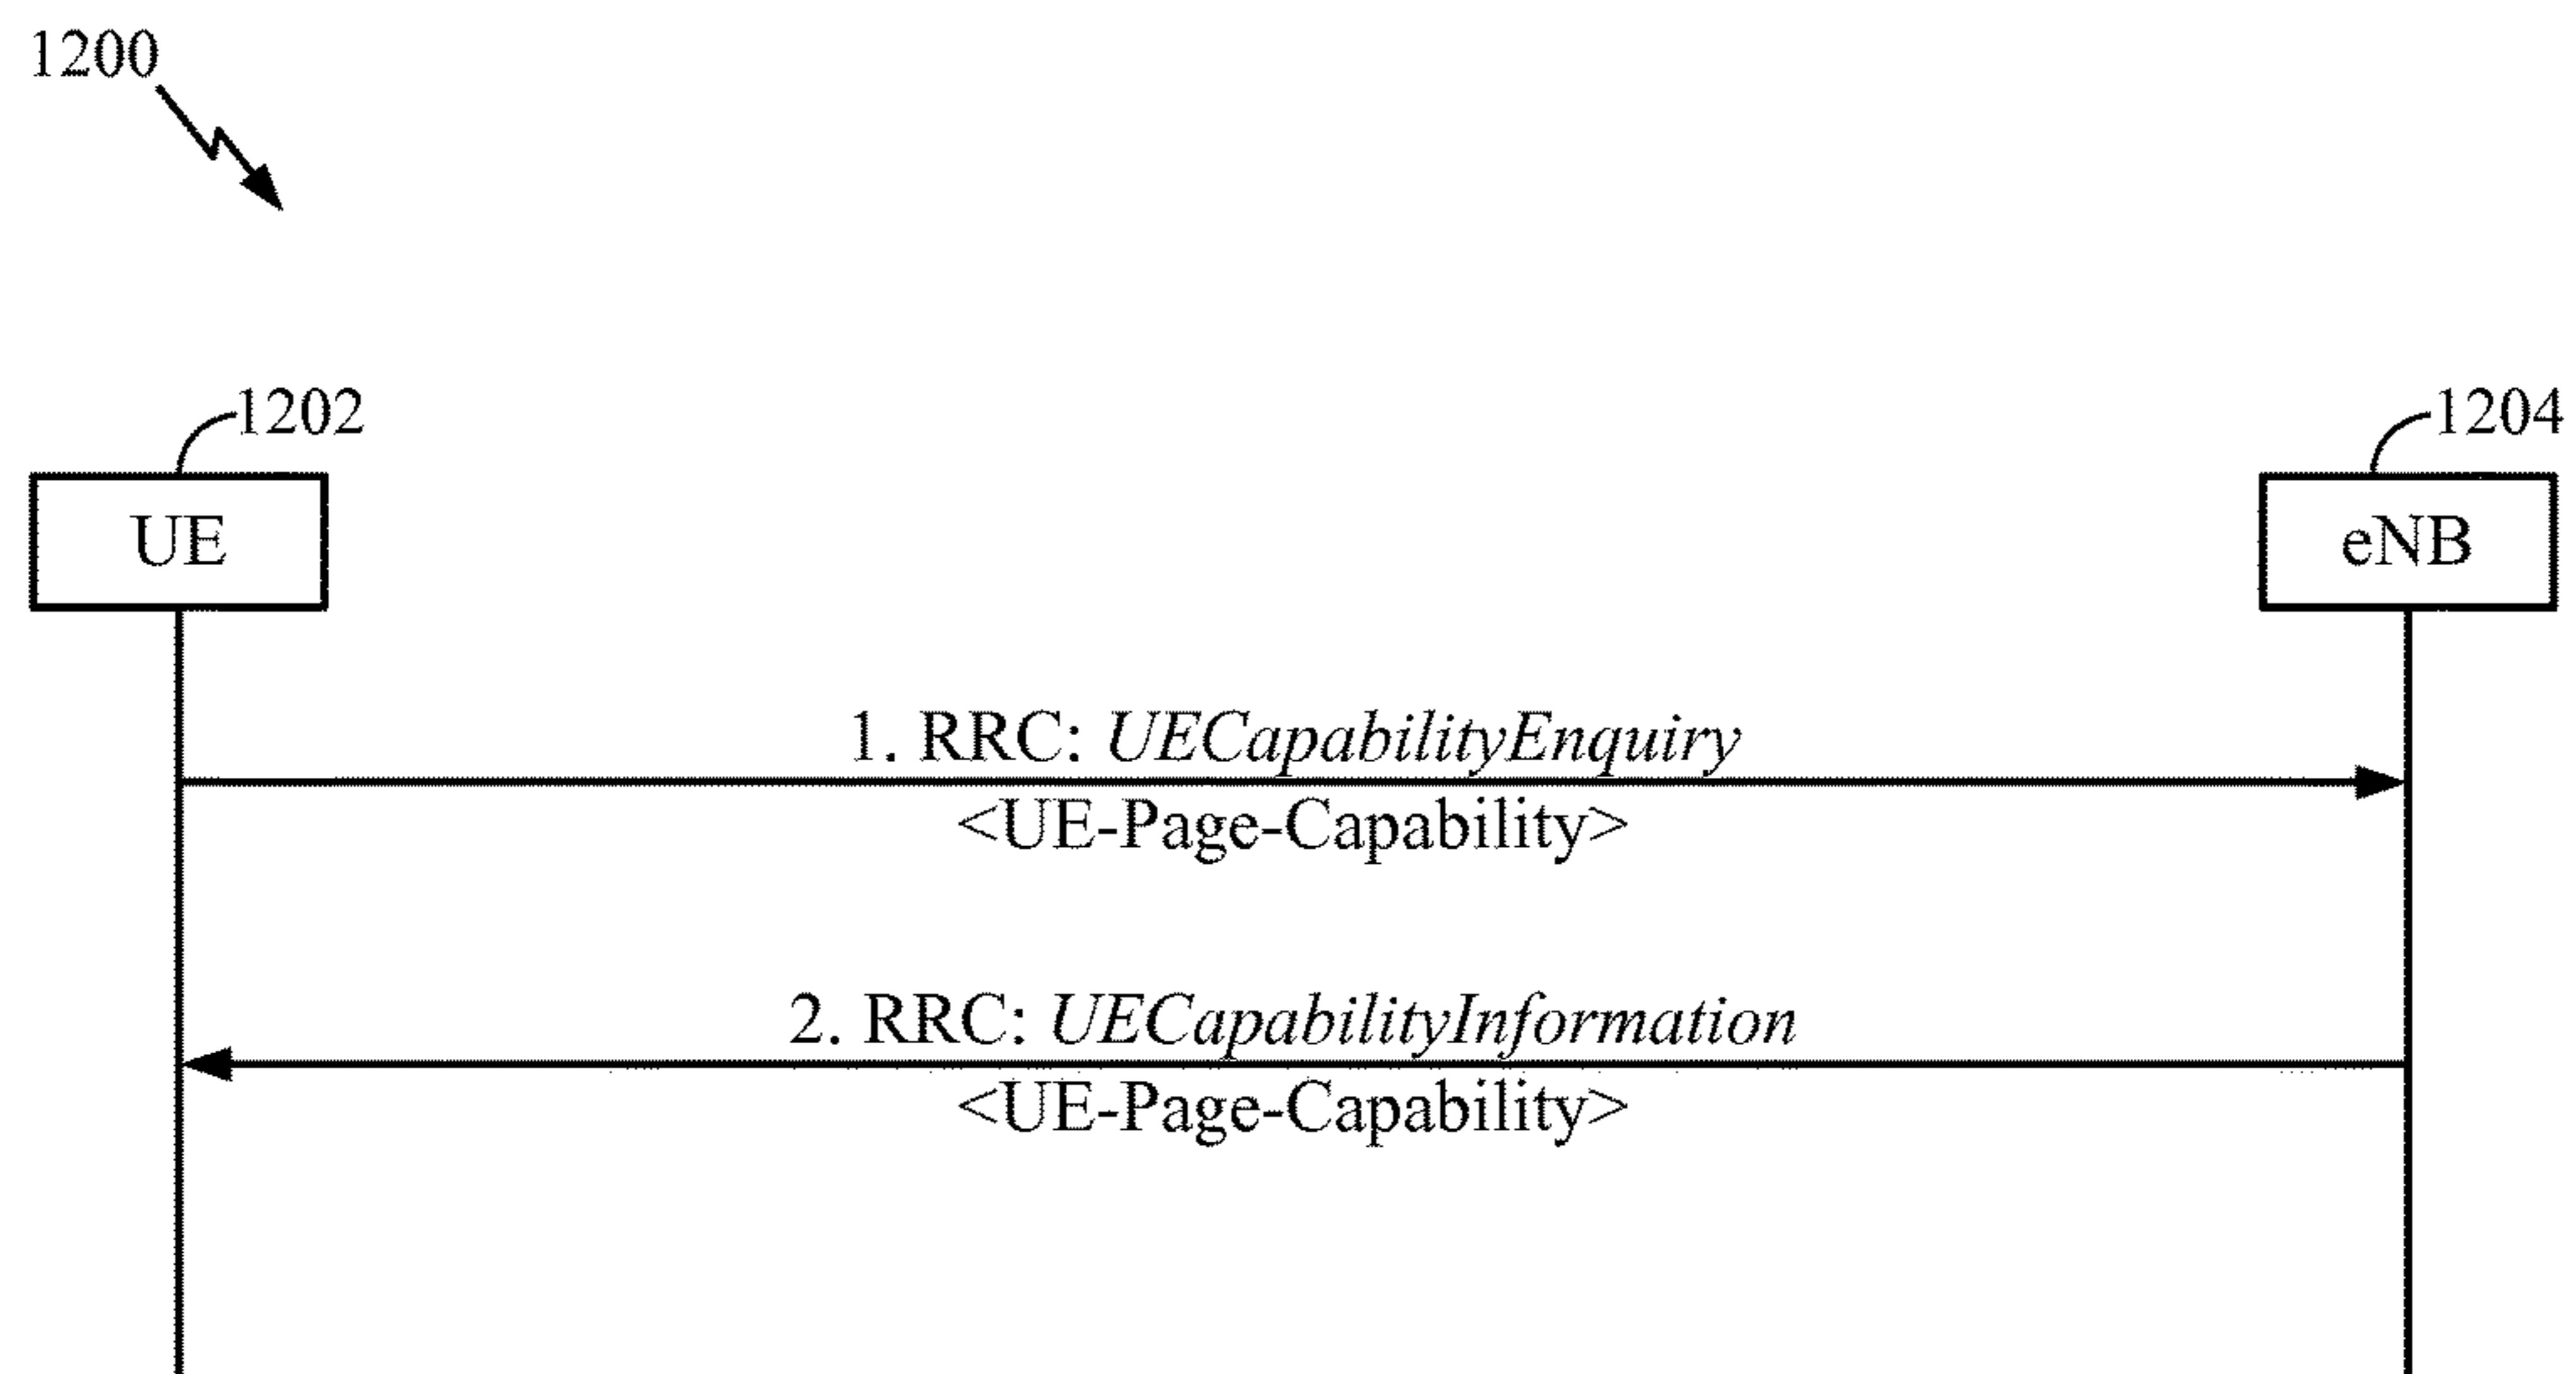 1200
1202
1204
UE
eNB
1. RRC: UECapabilityEnquiry
<UE-Page-Capability>
2. RRC: UECapabilityInformation
<UE-Page-Capability>